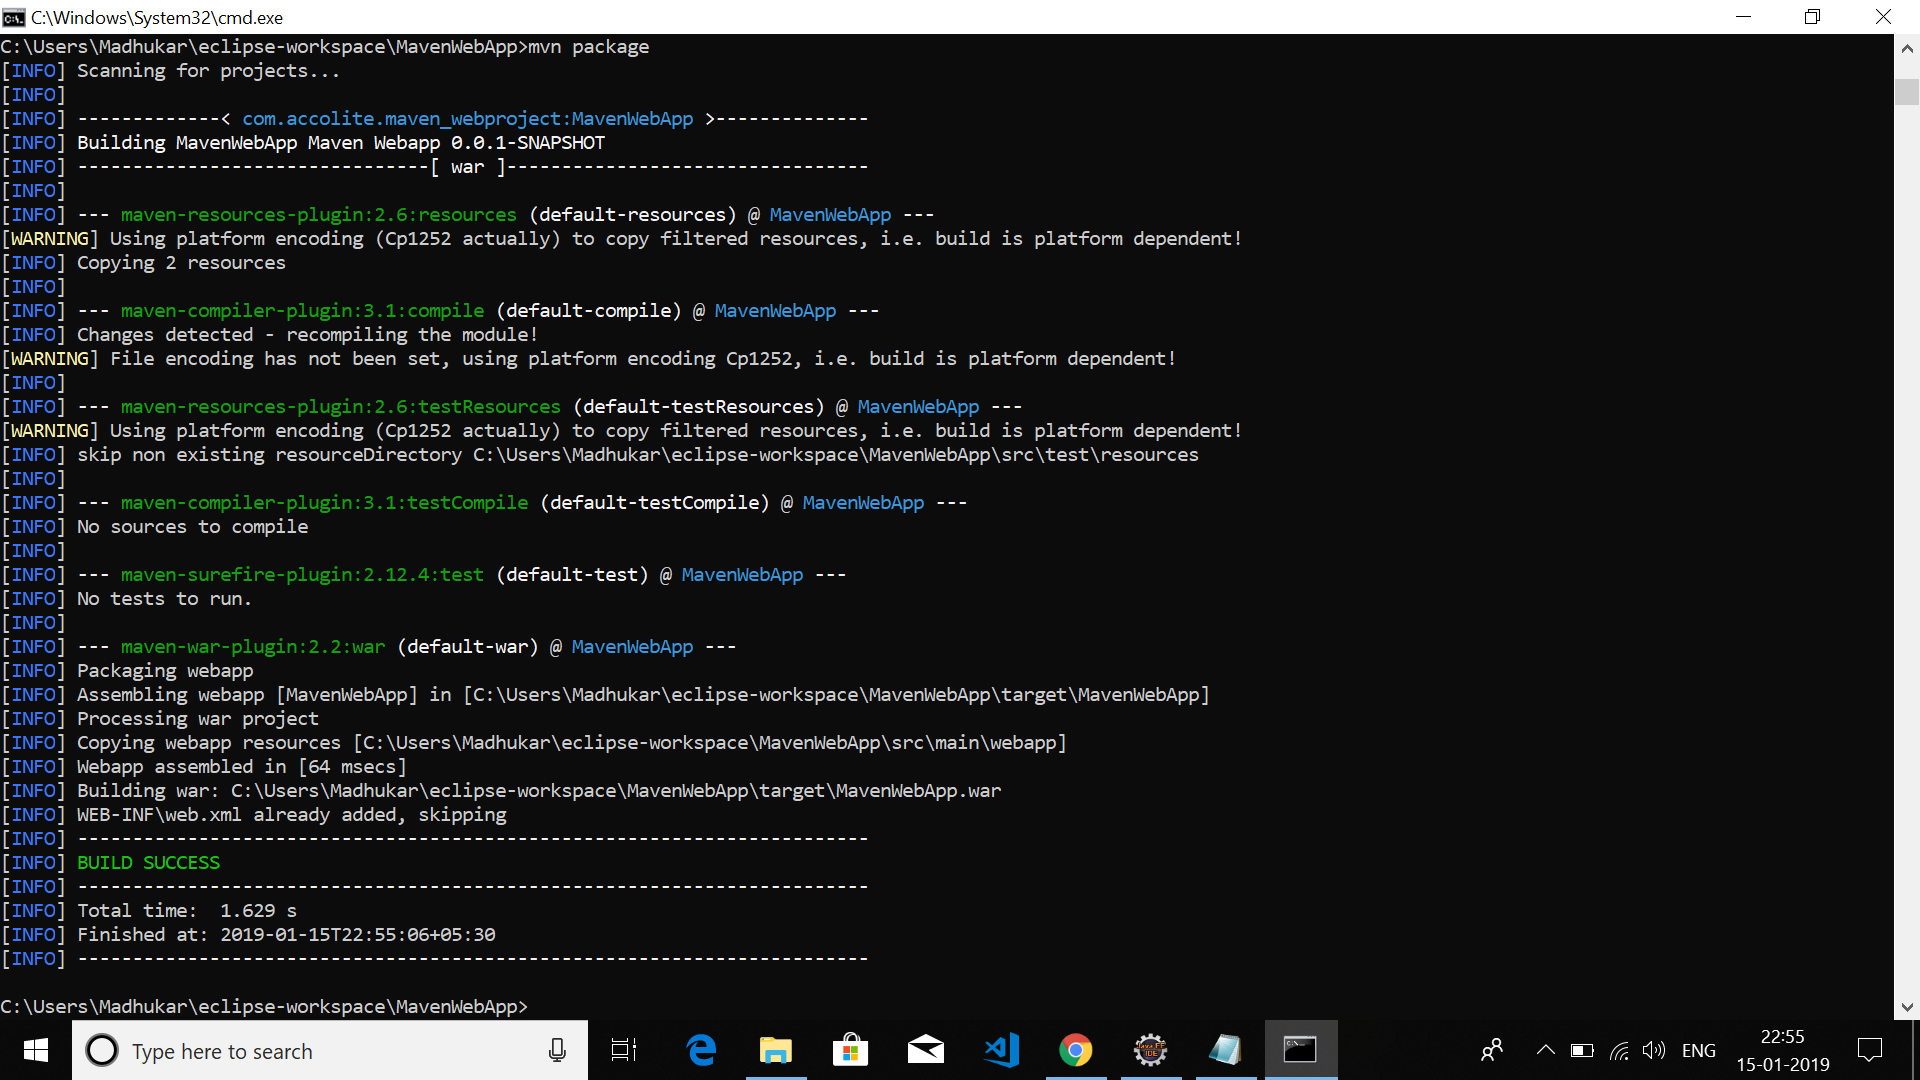 C:\Windows\System32\cmd.exe
C:\Users\Madhukar\eclipse-workspace\MavenWebApp>mvn package
[INFO] Scanning for projects...
[INFO]
[INFO] -------------< com.accolite.maven_webproject:MavenWebApp >--------------
[INFO] Building MavenWebApp Maven Webapp 0.0.1-SNAPSHOT
[INFO] --------------------------------[ war ]---------------------------------
[INFO]
[INFO] --- maven-resources-plugin:2.6:resources (default-resources) @ MavenWebApp ---
[WARNING] Using platform encoding (Cp1252 actually) to copy filtered resources, i.e. build is platform dependent!
[INFO] Copying 2 resources
[INFO]
[INFO] --- maven-compiler-plugin:3.1:compile (default-compile) @ MavenWebApp ---
[INFO] Changes detected - recompiling the module!
[WARNING] File encoding has not been set, using platform encoding Cp1252, i.e. build is platform dependent!
[INFO]
[INFO] --- maven-resources-plugin:2.6:testResources (default-testResources) @ MavenWebApp ---
[WARNING] Using platform encoding (Cp1252 actually) to copy filtered resources, i.e. build is platform dependent!
[INFO] skip non existing resourceDirectory C:\Users\Madhukar\eclipse-workspace\MavenWebApp\src\test\resources
[INFO]
[INFO] --- maven-compiler-plugin:3.1:testCompile (default-testCompile) @ MavenWebApp ---
[INFO] No sources to compile
[INFO]
[INFO] --- maven-surefire-plugin:2.12.4:test (default-test) @ MavenWebApp ---
[INFO] No tests to run.
[INFO]
[INFO] --- maven-war-plugin:2.2:war (default-war) @ MavenWebApp ---
[INFO] Packaging webapp
[INFO] Assembling webapp [MavenWebApp] in [C:\Users\Madhukar\eclipse-workspace\MavenWebApp\target\MavenWebApp]
[INFO] Processing war project
[INFO] Copying webapp resources [C:\Users\Madhukar\eclipse-workspace\MavenWebApp\src\main\webapp]
[INFO] Webapp assembled in [64 msecs]
[INFO] Building war: C:\Users\Madhukar\eclipse-workspace\MavenWebApp\target\MavenWebApp.war
[INFO] WEB-INF\web.xml already added, skipping
[INFO] ------------------------------------------------------------------------
[INFO] BUILD SUCCESS
[INFO] ------------------------------------------------------------------------
[INFO] Total time:  1.629 s
[INFO] Finished at: 2019-01-15T22:55:06+05:30
[INFO] ------------------------------------------------------------------------
C:\Users\Madhukar\eclipse-workspace\MavenWebApp>
Type here to search
Java EE
IDE
ENG
22:55
15-01-2019